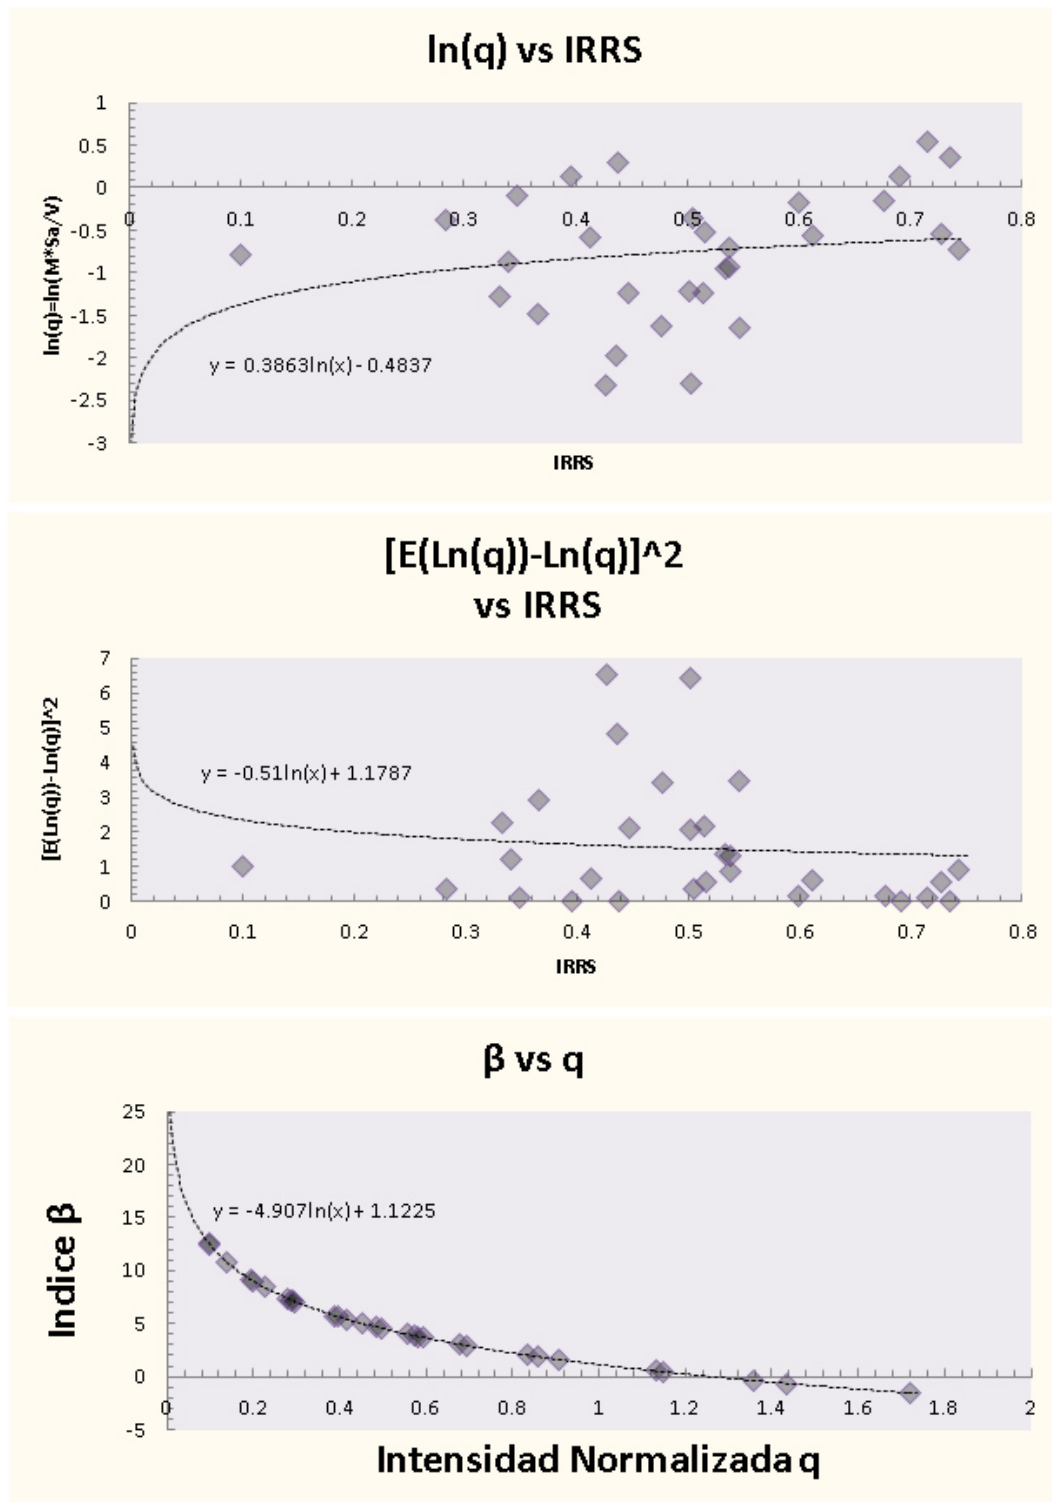 ln(q) vs IRRS
1
0.5
0
-0.5
-1
-1.5
-2
-2.5
-3
ln(q)=ln(M*Sa/V)
0 0.1 0.2 0.3 0.4 0.5 0.6 0.7 0.8
y = 0.3863ln(x) - 0.4837
IRRS
[E(Ln(q))-Ln(q)]^2
vs IRRS
7
6
5
4
3
2
1
0
[E(Ln(q))-Ln(q)]^2
y = -0.51ln(x) + 1.1787
0 0.1 0.2 0.3 0.4 0.5 0.6 0.7 0.8
IRRS
β vs q
25
20
15
10
5
0
-5
Indice β
y = -4.907ln(x) + 1.1225
0 0.2 0.4 0.6 0.8 1 1.2 1.4 1.6 1.8 2
Intensidad Normalizada q